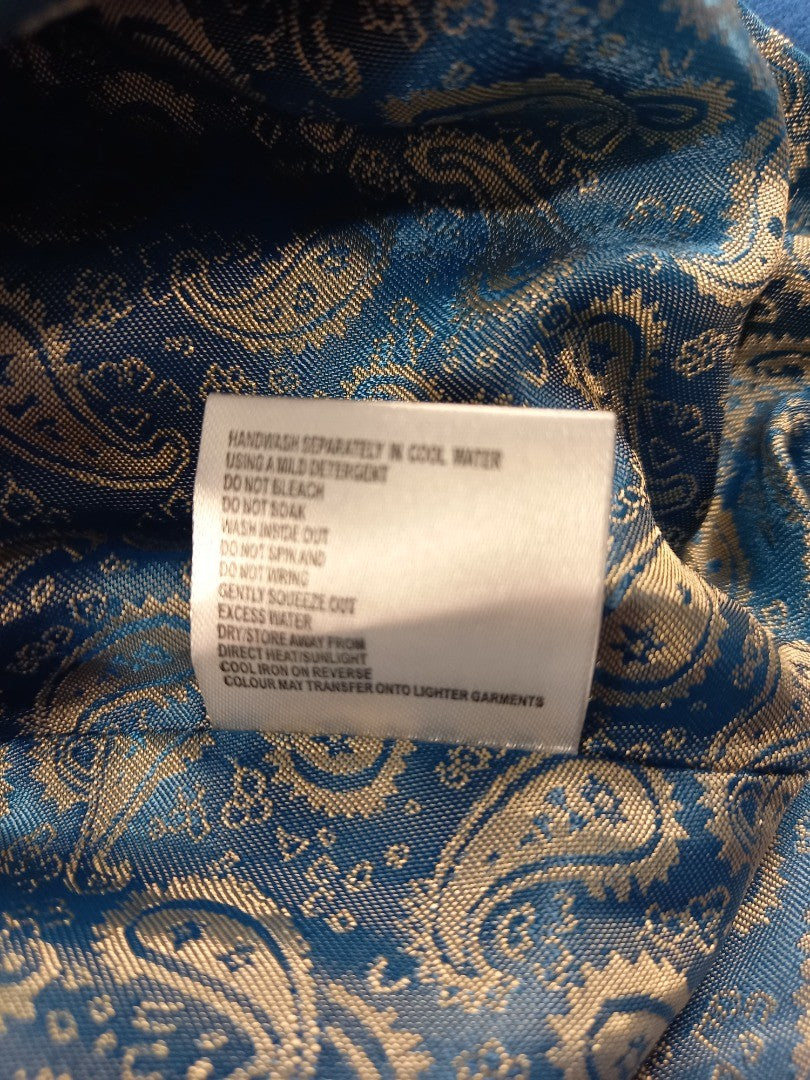 HANDWASH SEPARATELY IN COOL WATER
USING A MILD DETERGENT
DO NOT BLEACH
DO NOT SOAK
WASH INSIDE OUT
DO NOT SPIN AND
DO NOT WRING
GENTLY SQUEEZE OUT
EXCESS WATER
DRY/STORE AWAY FROM
DIRECT HEAT/SUNLIGHT
COOL IRON ON REVERSE
COLOUR MAY TRANSFER ONTO LIGHTER GARMENTS